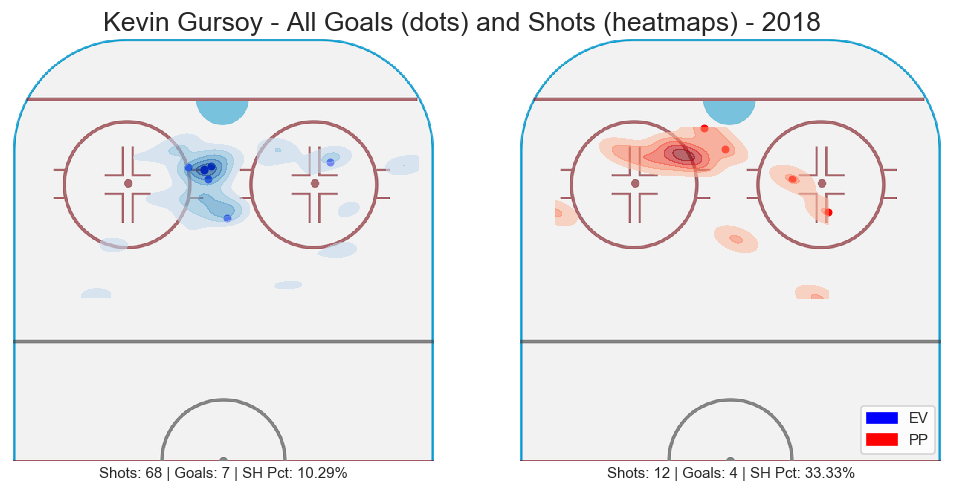 Kevin Gursoy - All Goals (dots) and Shots (heatmaps) - 2018
EV
PP
Shots: 68 | Goals: 7 | SH Pct: 10.29%
Shots: 12 | Goals: 4 | SH Pct: 33.33%